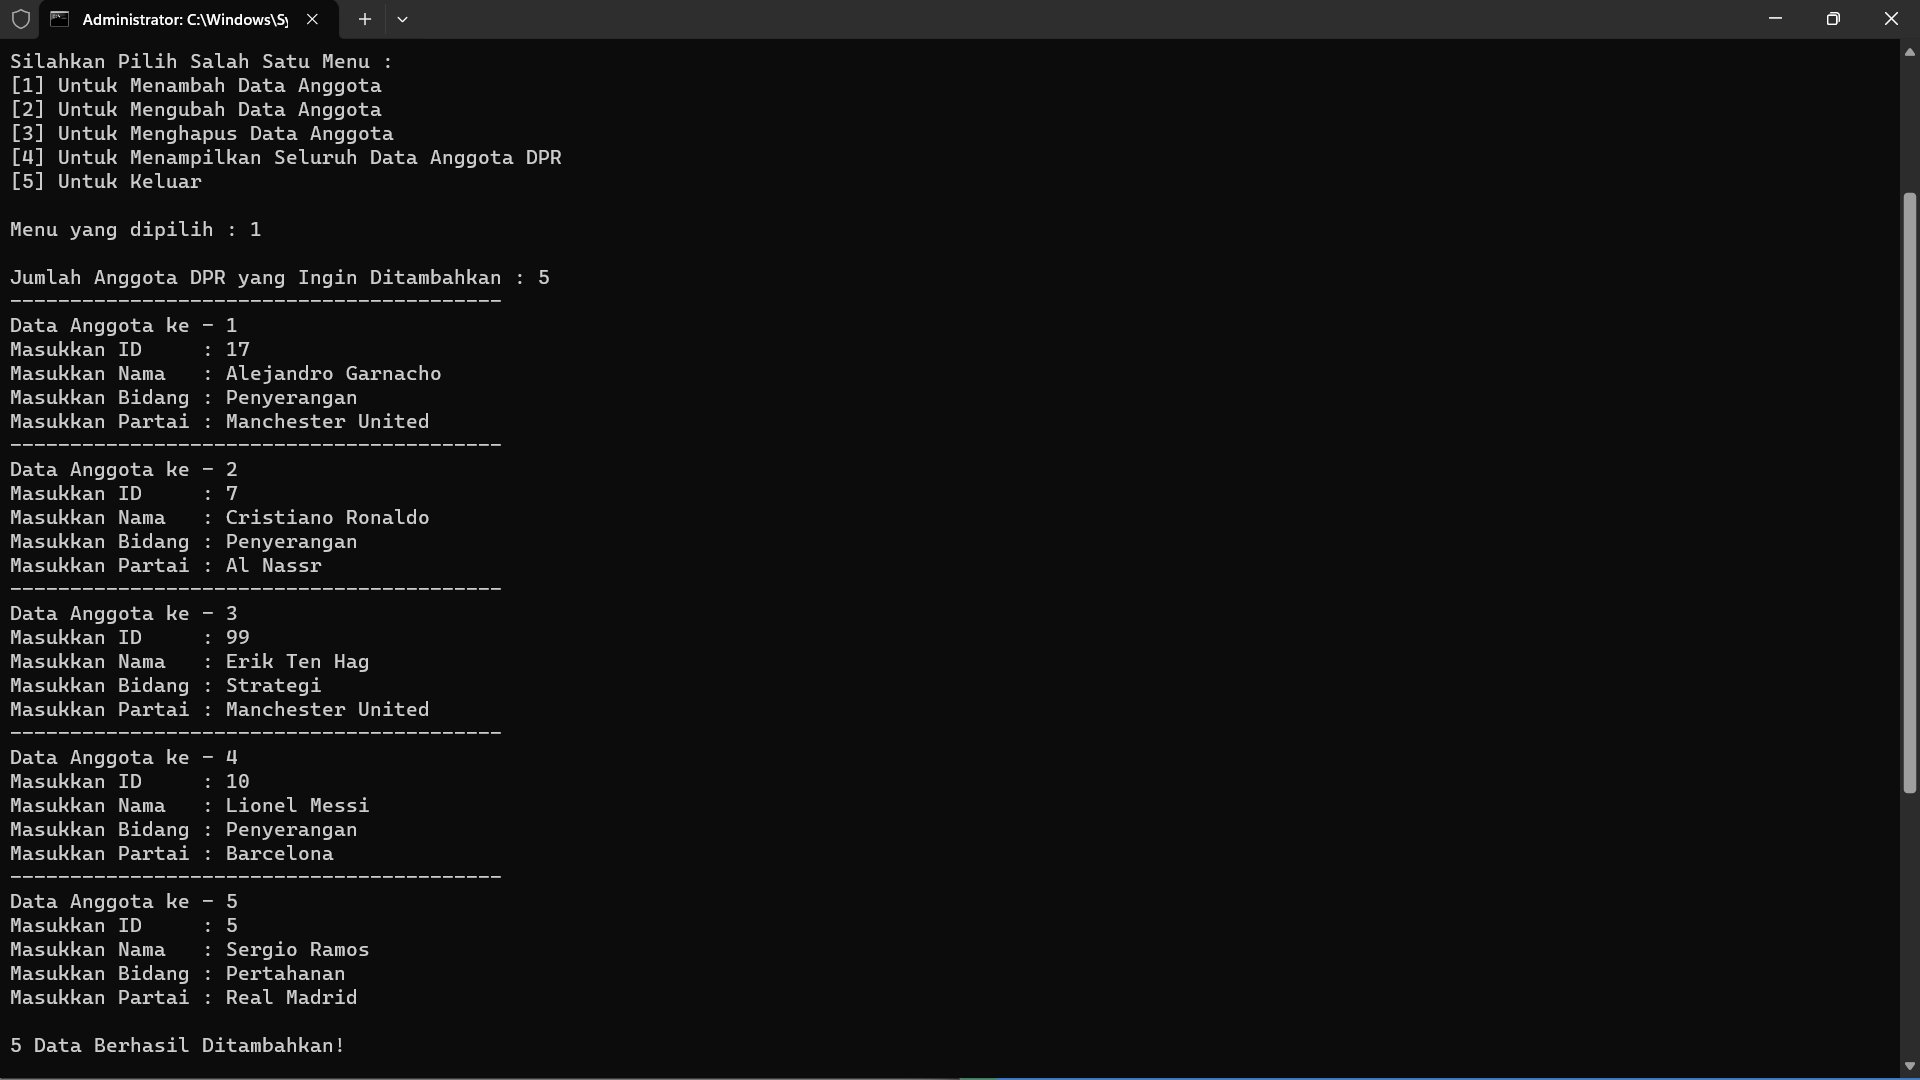 Administrator: C:\Windows\Sy
Silahkan Pilih Salah Satu Menu :
[1] Untuk Menambah Data Anggota
[2] Untuk Mengubah Data Anggota
[3] Untuk Menghapus Data Anggota
[4] Untuk Menampilkan Seluruh Data Anggota DPR
[5] Untuk Keluar
Menu yang dipilih : 1
Jumlah Anggota DPR yang Ingin Ditambahkan : 5
-----------------------------------------
Data Anggota ke - 1
Masukkan ID     : 17
Masukkan Nama   : Alejandro Garnacho
Masukkan Bidang : Penyerangan
Masukkan Partai : Manchester United
-----------------------------------------
Data Anggota ke - 2
Masukkan ID     : 7
Masukkan Nama   : Cristiano Ronaldo
Masukkan Bidang : Penyerangan
Masukkan Partai : Al Nassr
-----------------------------------------
Data Anggota ke - 3
Masukkan ID     : 99
Masukkan Nama   : Erik Ten Hag
Masukkan Bidang : Strategi
Masukkan Partai : Manchester United
-----------------------------------------
Data Anggota ke - 4
Masukkan ID     : 10
Masukkan Nama   : Lionel Messi
Masukkan Bidang : Penyerangan
Masukkan Partai : Barcelona
-----------------------------------------
Data Anggota ke - 5
Masukkan ID     : 5
Masukkan Nama   : Sergio Ramos
Masukkan Bidang : Pertahanan
Masukkan Partai : Real Madrid
5 Data Berhasil Ditambahkan!